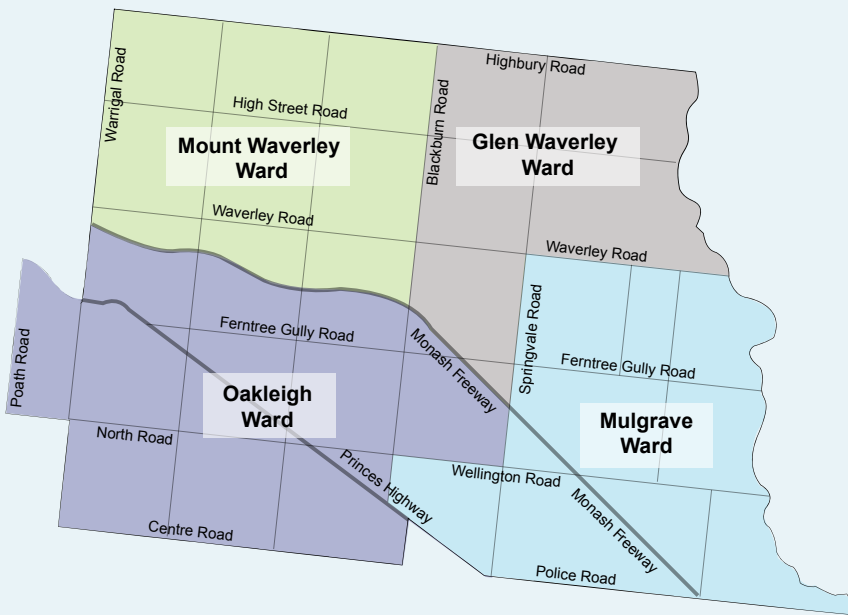 Highbury Road
Warrigal Road
Blackburn Road
High Street Road
Mount Waverley
Ward
Glen Waverley
Ward
Waverley Road
Waverley Road
Springvale Road
Ferntree Gully Road
Monash Freeway
Ferntree Gully Road
Poath Road
Oakleigh
Ward
Mulgrave
Ward
North Road
Princes Highway
Wellington Road
Monash Freeway
Centre Road
Police Road